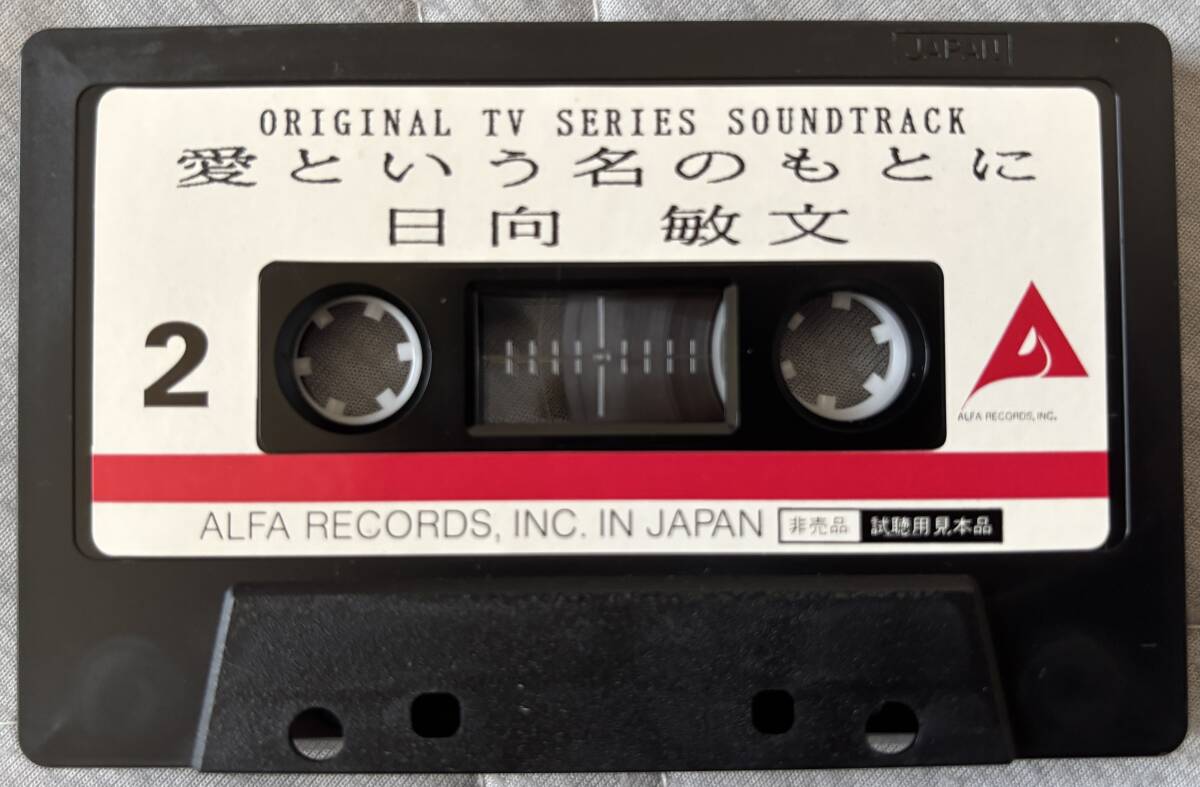 JAPAN
ORIGINAL TV SERIES SOUNDTRACK
愛という名のもとに
日向 敏文
2
ALFA RECORDS, INC.
ALFA RECORDS, INC. IN JAPAN 非売品 試聴用見本品